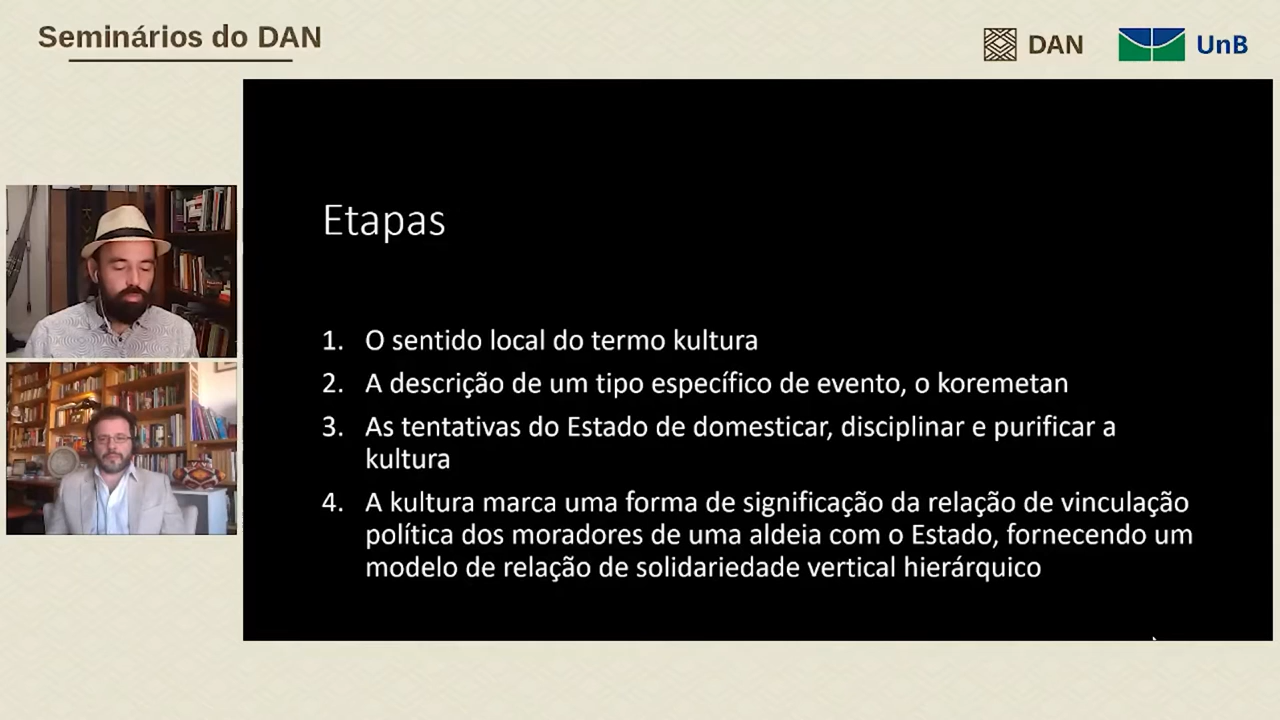 Seminários do DAN
DAN
UnB
Etapas
1. O sentido local do termo kultura
2. A descrição de um tipo específico de evento, o koremetan
3. As tentativas do Estado de domesticar, disciplinar e purificar a
kultura
4. A kultura marca uma forma de significação da relação de vinculação
política dos moradores de uma aldeia com o Estado, fornecendo um
modelo de relação de solidariedade vertical hierárquico